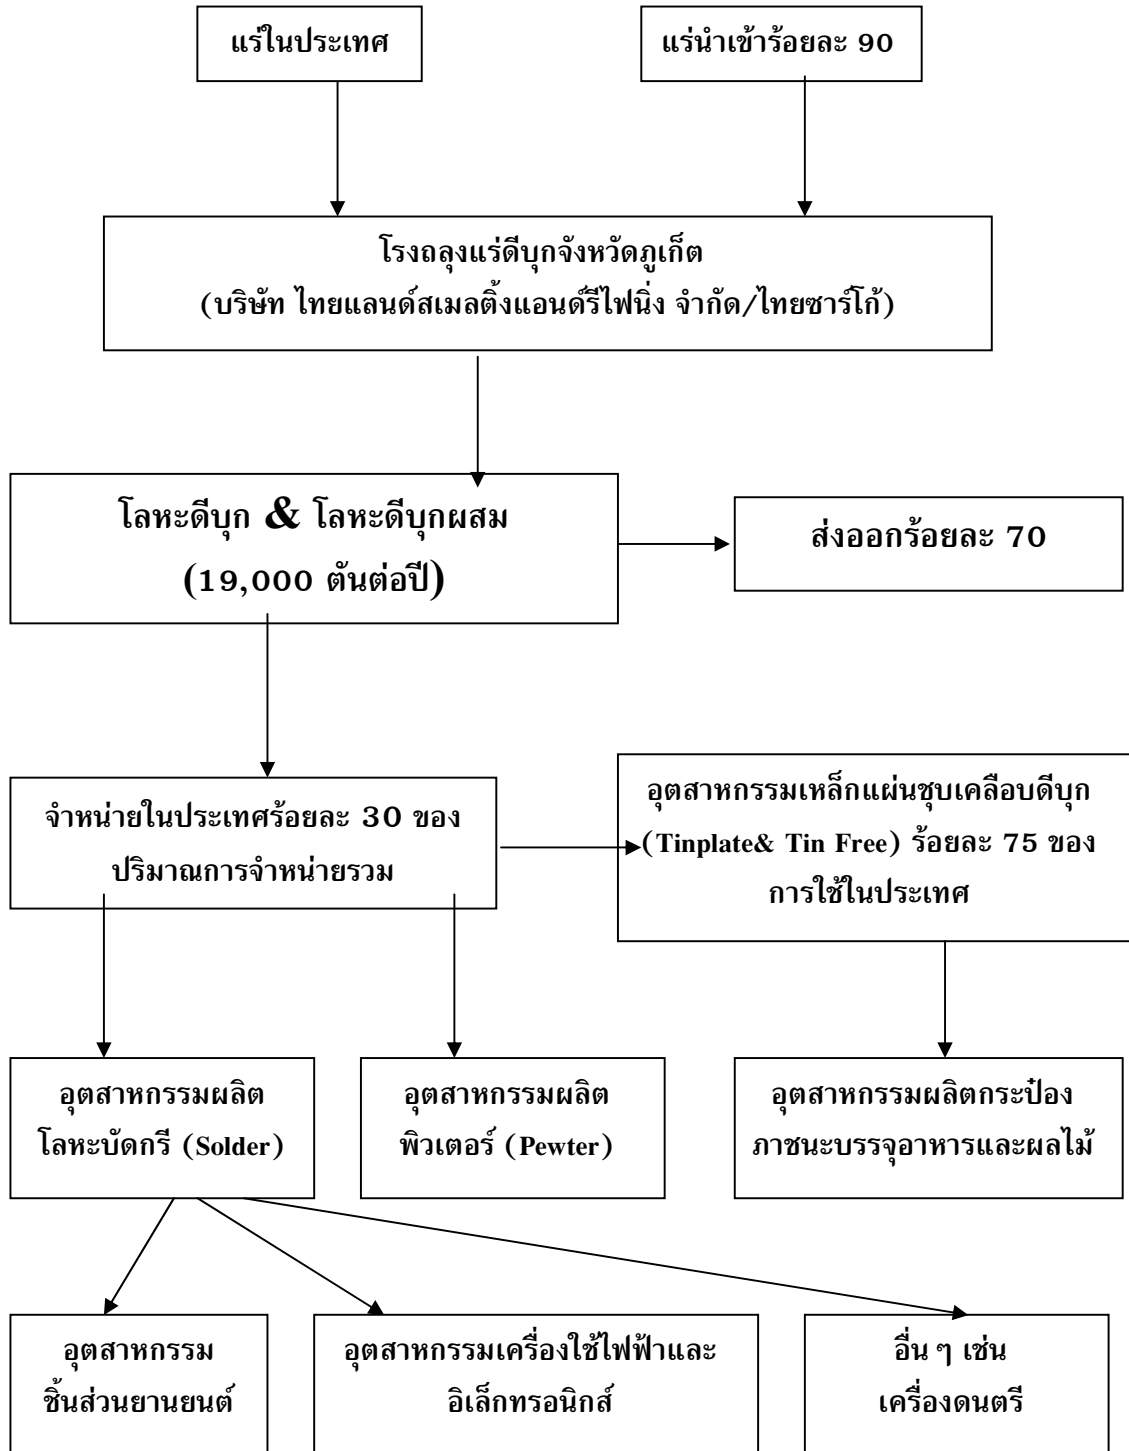 แร่ในประเทศ
แร่นำเข้าร้อยละ 90
โรงถลุงแร่ดีบุกจังหวัดภูเก็ต
(บริษัท ไทยแลนด์สเมลติ้งแอนด์รีไฟนิ่ง จำกัด/ไทยซาร์โก้)
โลหะดีบุก & โลหะดีบุกผสม
(19,000 ตันต่อปี)
ส่งออกร้อยละ 70
จำหน่ายในประเทศร้อยละ 30 ของ
ปริมาณการจำหน่ายรวม
อุตสาหกรรมเหล็กแผ่นชุบเคลือบดีบุก
(Tinplate& Tin Free) ร้อยละ 75 ของ
การใช้ในประเทศ
อุตสาหกรรมผลิต
โลหะบัดกรี (Solder)
อุตสาหกรรมผลิต
พิวเตอร์ (Pewter)
อุตสาหกรรมผลิตกระป๋อง
ภาชนะบรรจุอาหารและผลไม้
อุตสาหกรรม
ชิ้นส่วนยานยนต์
อุตสาหกรรมเครื่องใช้ไฟฟ้าและ
อิเล็กทรอนิกส์
อื่น ๆ เช่น
เครื่องดนตรี